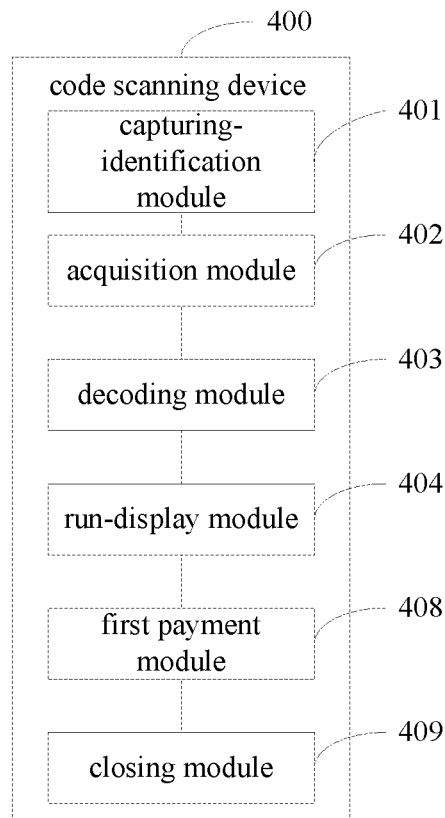 400
code scanning device
capturing-
identification
module
401
acquisition module
402
decoding module
403
run-display module
404
first payment
module
408
closing module
409